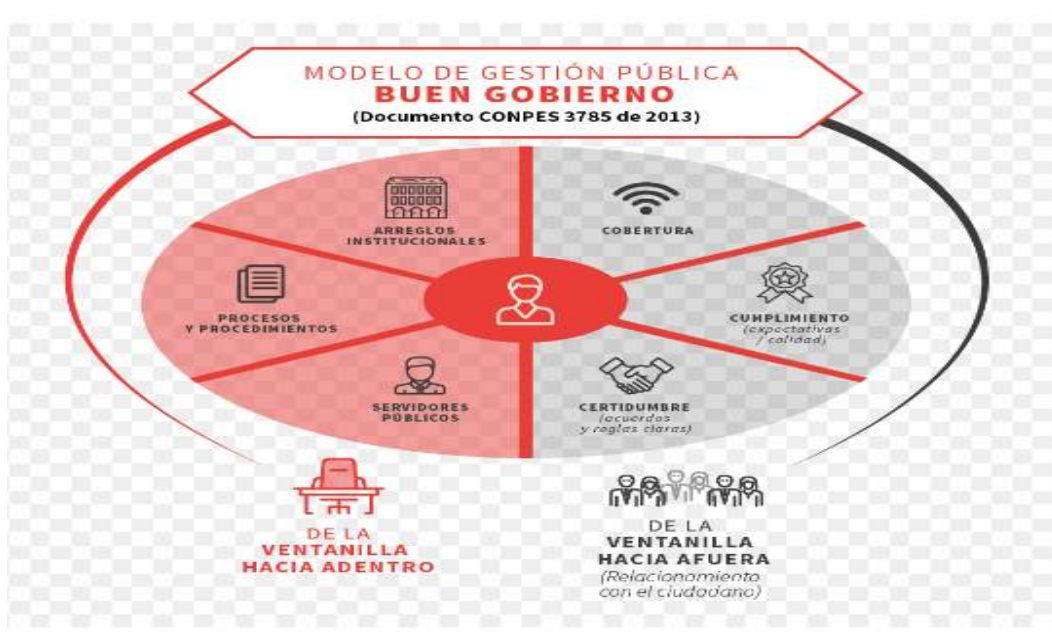 MODELO DE GESTIÓN PÚBLICA
BUEN GOBIERNO
(Documento CONPES 3785 de 2013)
ARREGLOS
INSTITUCIONALES
COBERTURA
PROCESOS
Y PROCEDIMIENTOS
CUMPLIMIENTO
(expectativas
/ calidad)
SERVIDORES
PÚBLICOS
CERTIDUMBRE
(acuerdos
y reglas claras)
DE LA
VENTANILLA
HACIA ADENTRO
DE LA
VENTANILLA
HACIA AFUERA
(Relacionamiento
con el ciudadano)